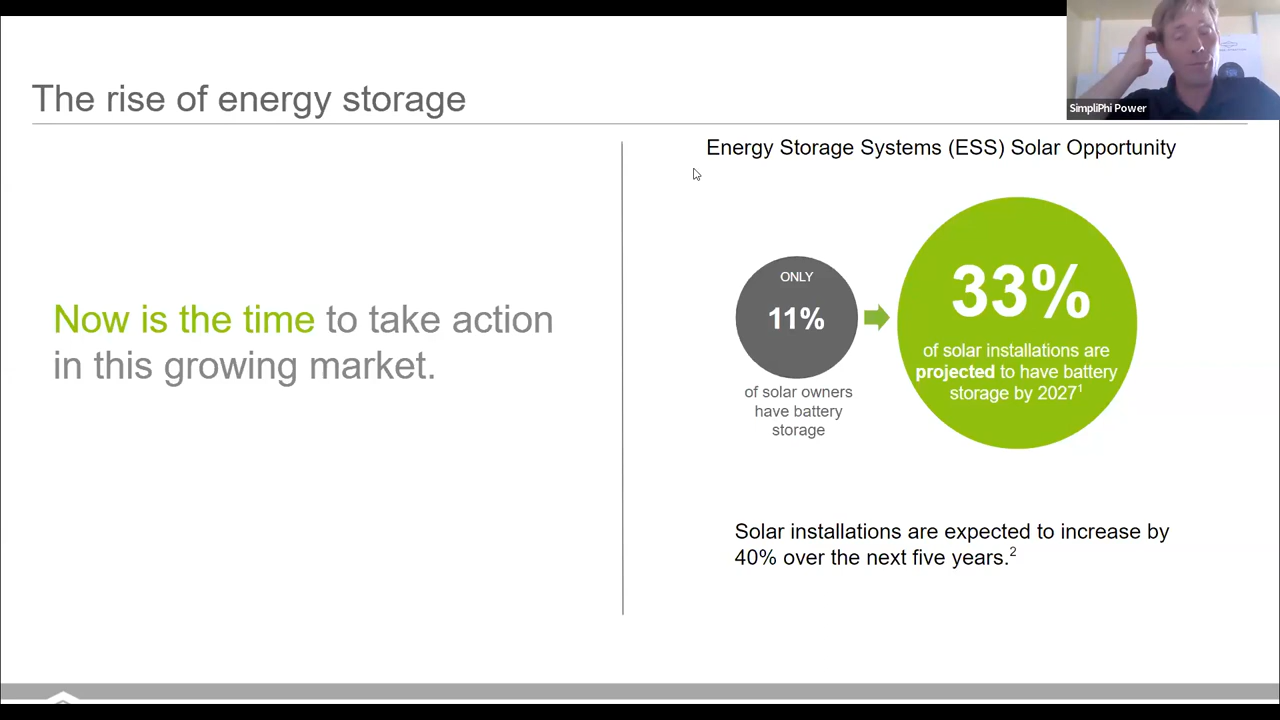 The rise of energy storage
SimpliPhi Power
Now is the time to take action
in this growing market.
Energy Storage Systems (ESS) Solar Opportunity
ONLY
11%
of solar owners
have battery
storage
33%
of solar installations are
projected to have battery
storage by 2027¹
Solar installations are expected to increase by
40% over the next five years.²